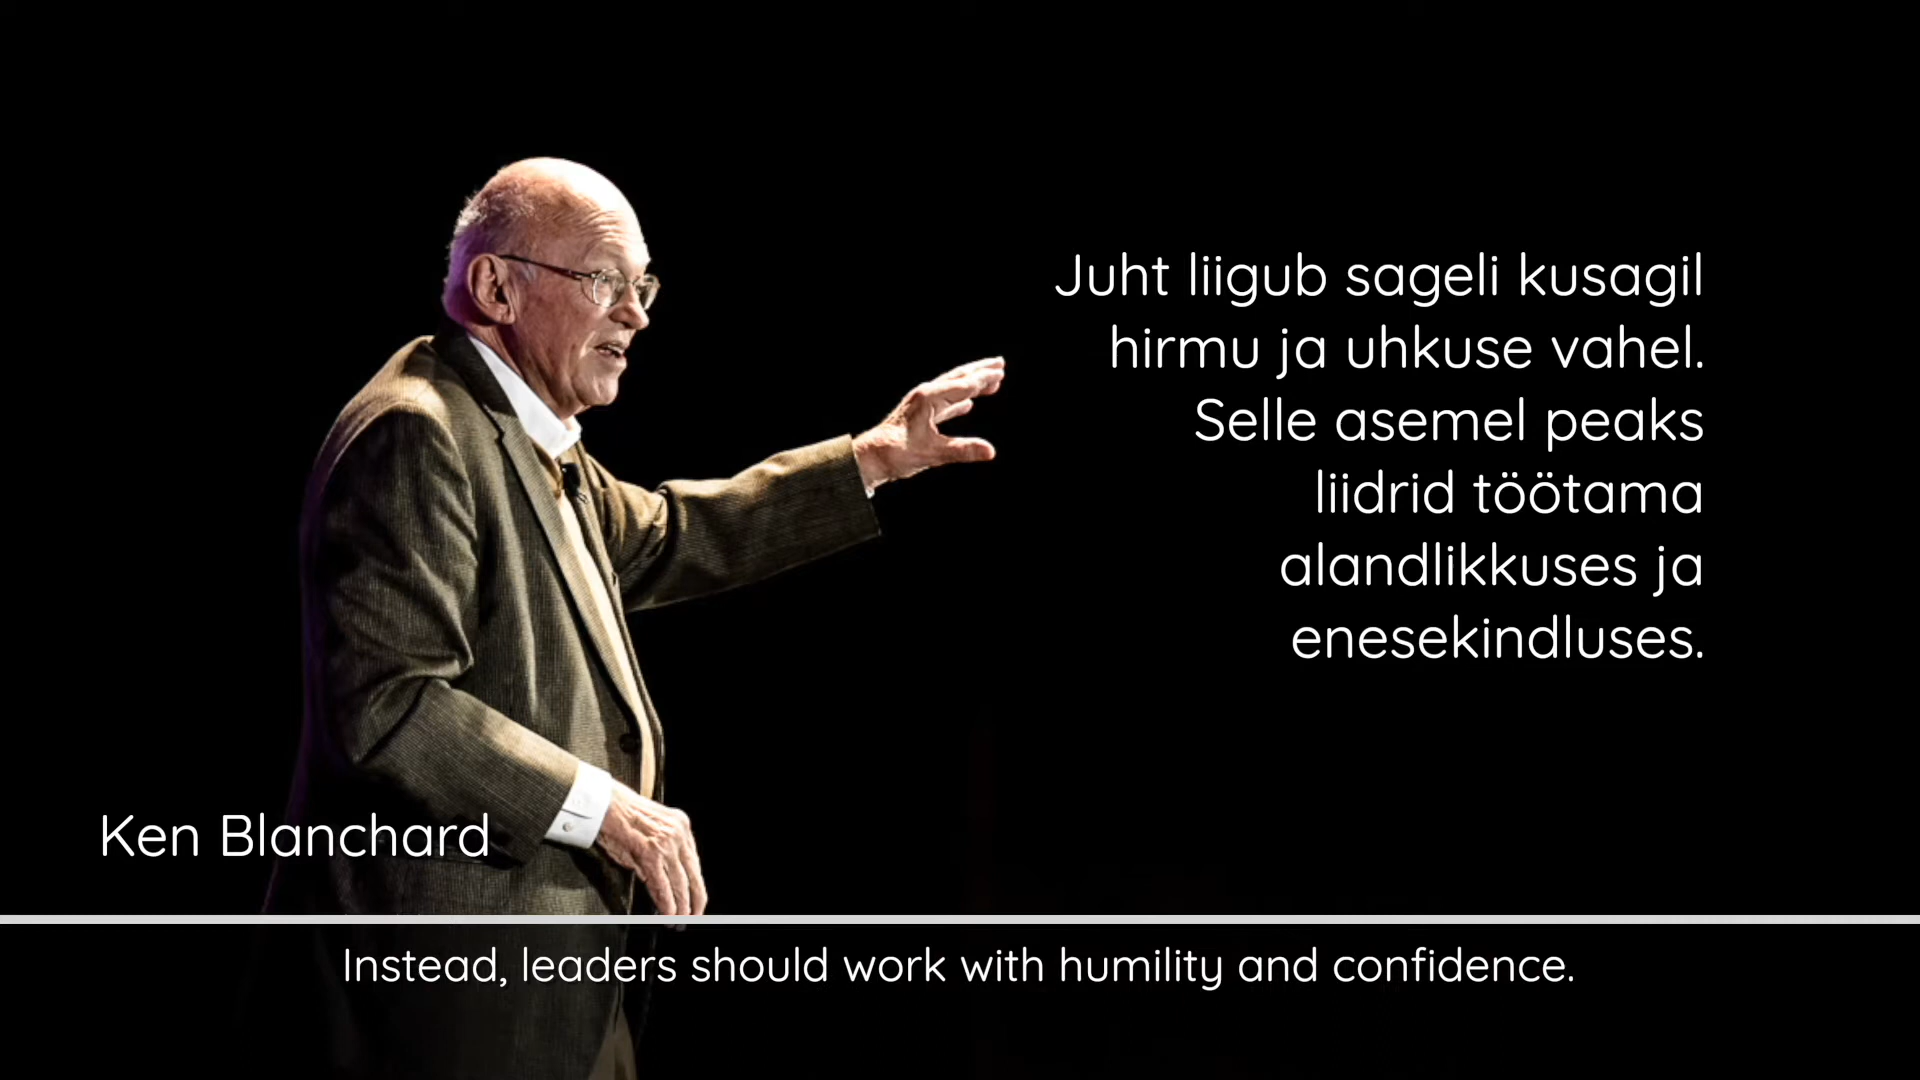 Juht liigub sageli kusagil
hirmu ja uhkuse vahel.
Selle asemel peaks
liidrid töötama
alandlikkuses ja
enesekindluses.
Ken Blanchard
Instead, leaders should work with humility and confidence.